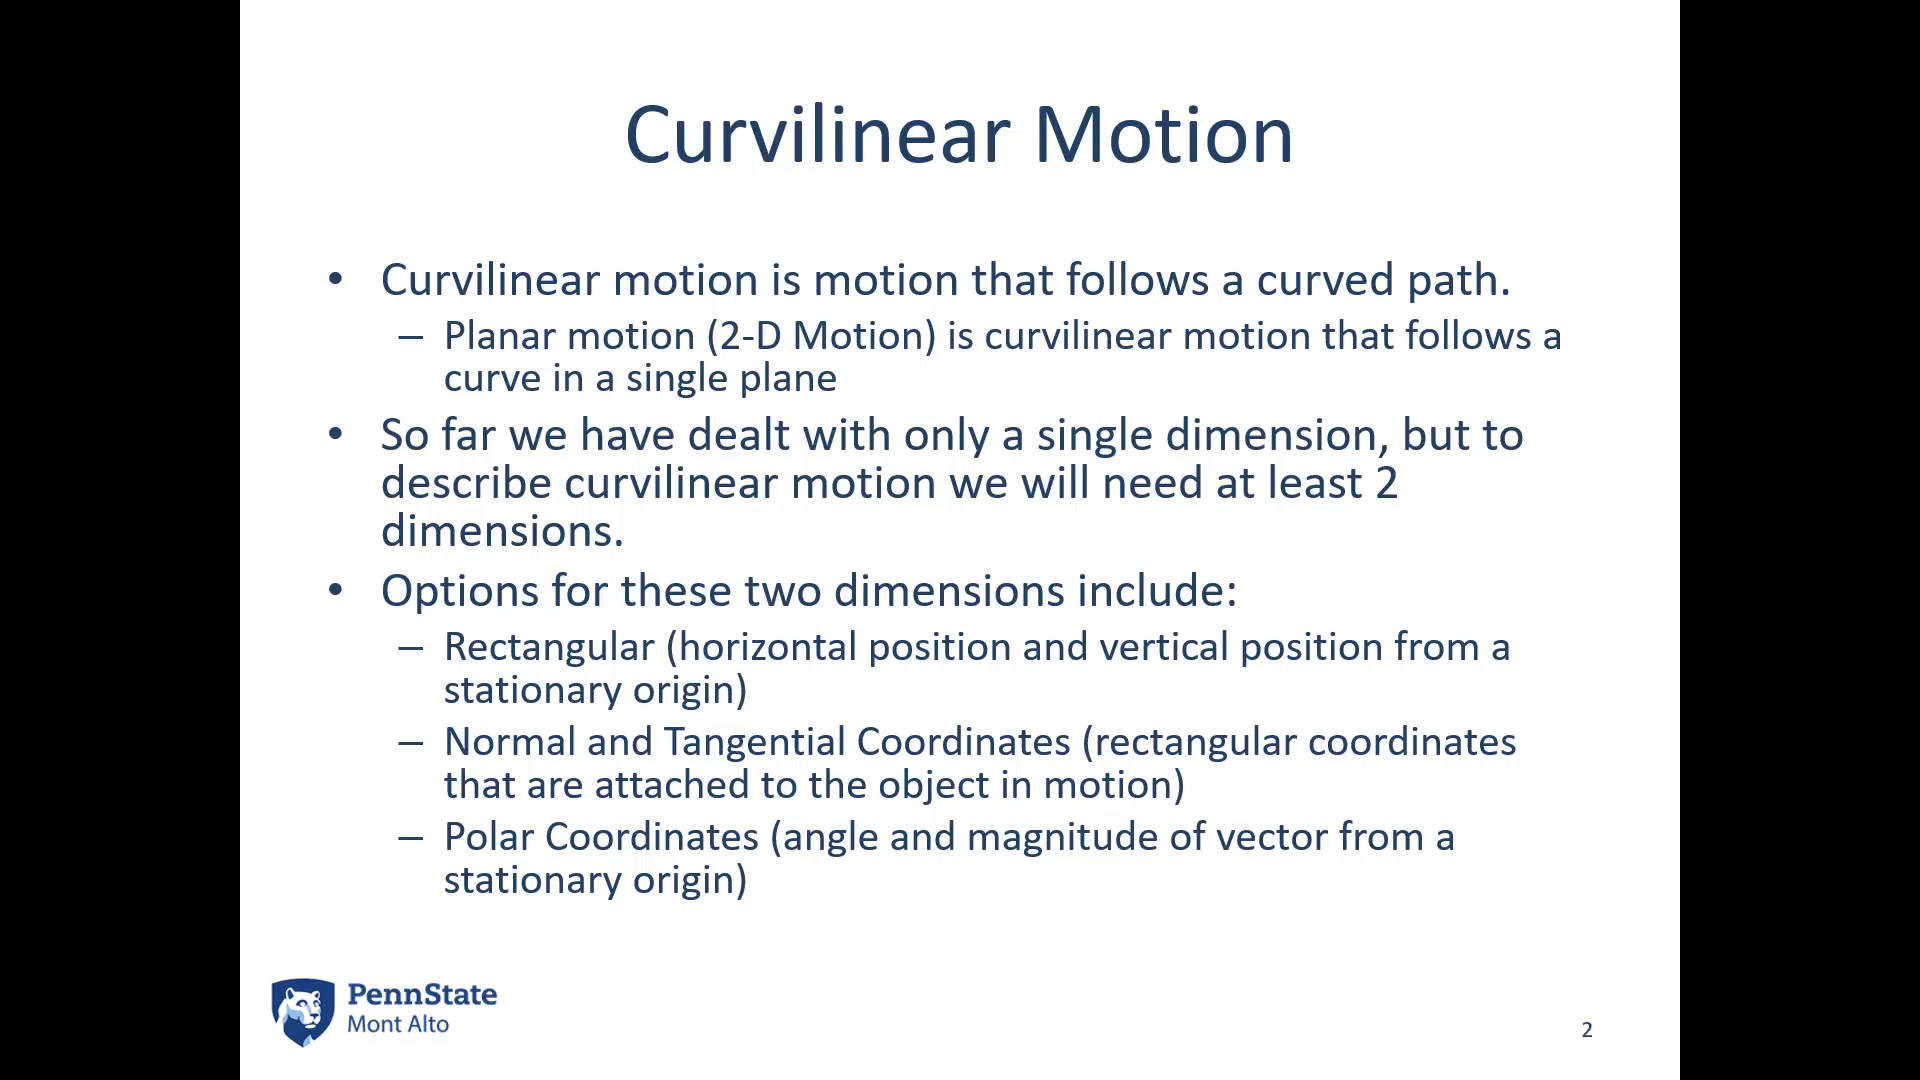 Curvilinear Motion
• Curvilinear motion is motion that follows a curved path.
– Planar motion (2-D Motion) is curvilinear motion that follows a
curve in a single plane
• So far we have dealt with only a single dimension, but to
describe curvilinear motion we will need at least 2
dimensions.
• Options for these two dimensions include:
– Rectangular (horizontal position and vertical position from a
stationary origin)
– Normal and Tangential Coordinates (rectangular coordinates
that are attached to the object in motion)
– Polar Coordinates (angle and magnitude of vector from a
stationary origin)
PennState
Mont Alto
2